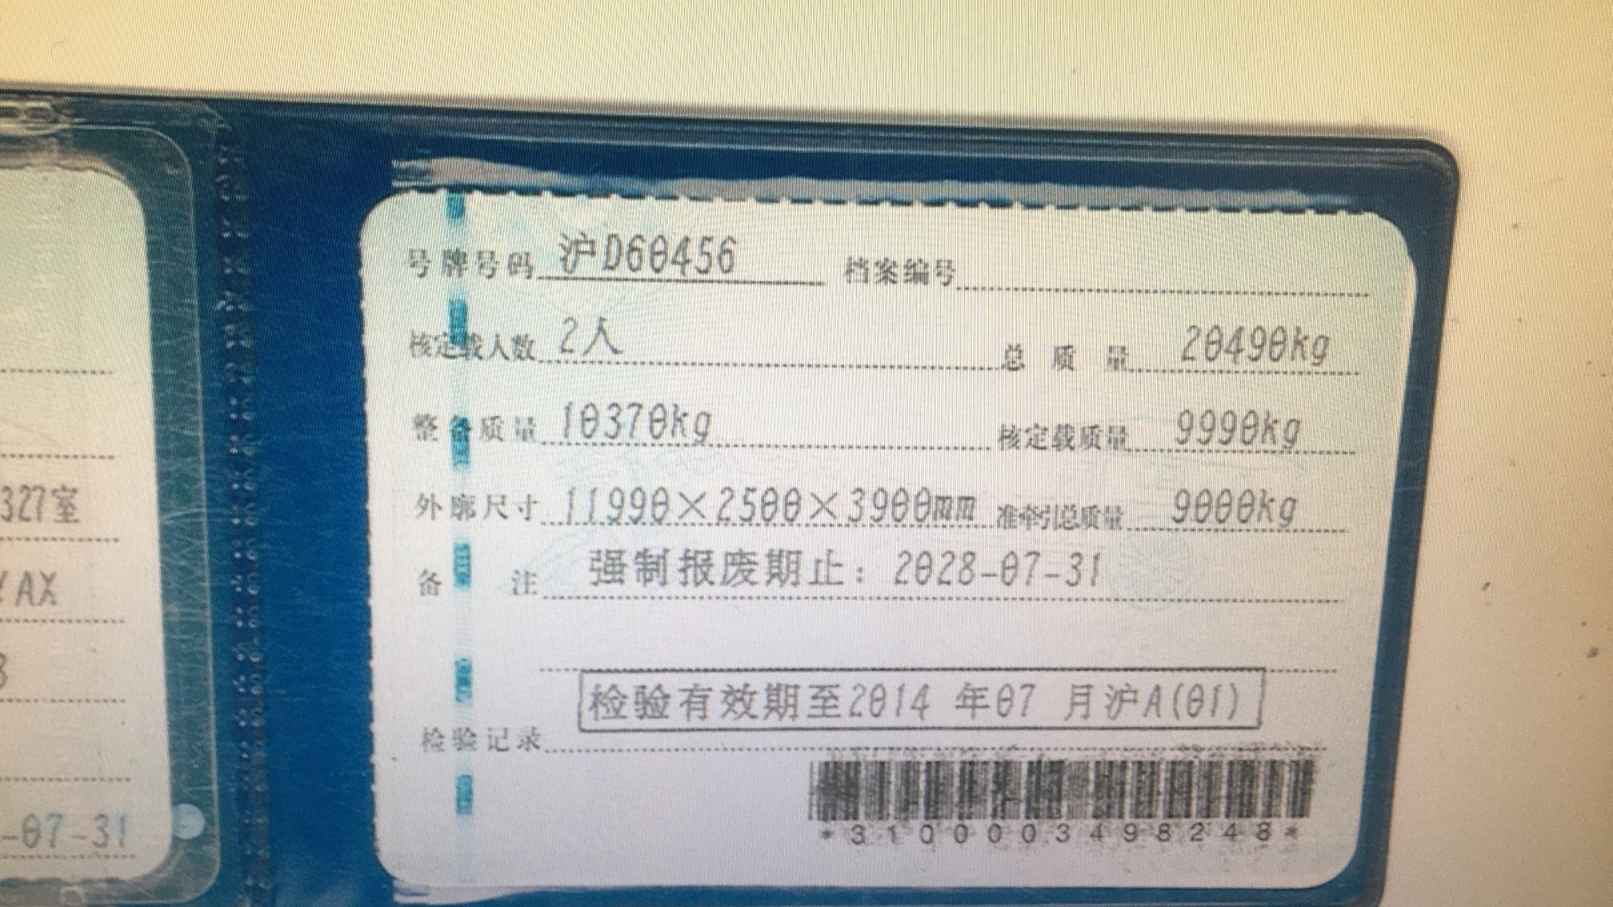 327室
YAX
-07-31
号牌号码 沪D60456 档案编号
核定载人数 2人 总质量 20490kg
整备质量 10370kg 核定载质量 9990kg
外廓尺寸 11990×2500×3900mm 准牵引总质量 9000kg
备注 强制报废期止：2028-07-31
检验记录 检验有效期至2014 年07 月沪A(01)
*3100003498248*